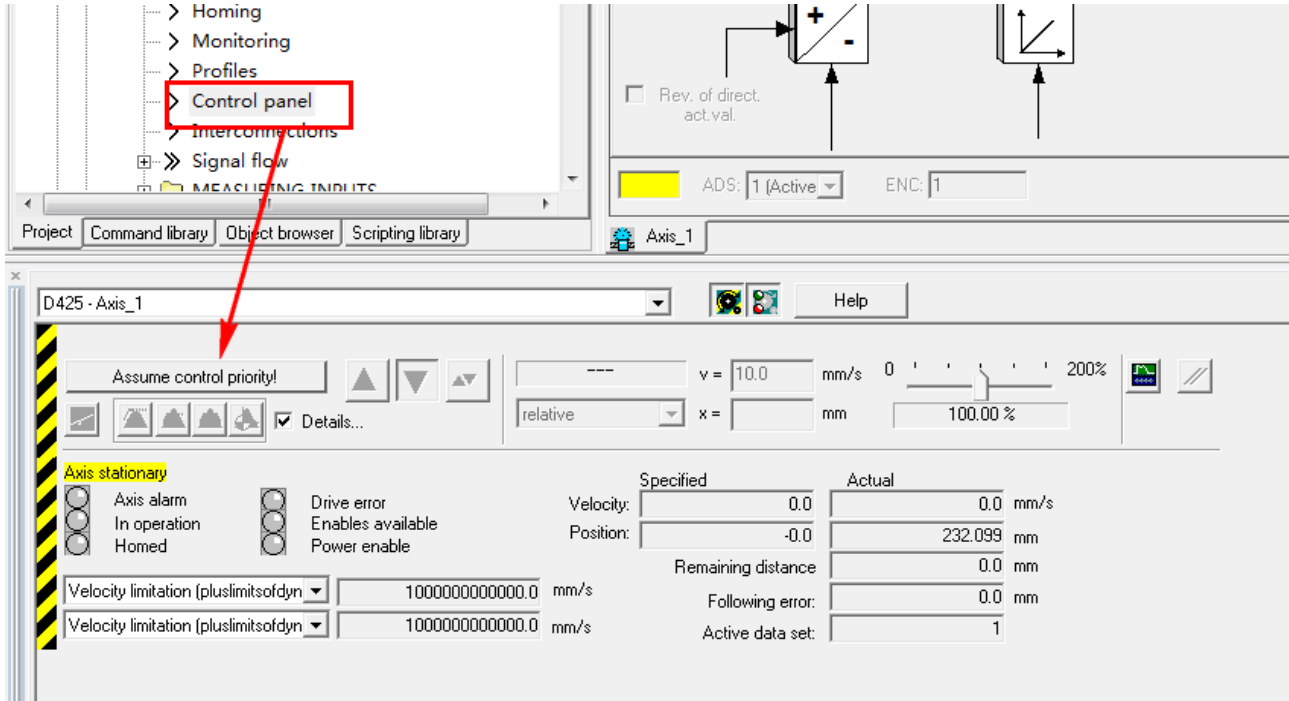 Homing
Monitoring
Profiles
Control panel
Interconnections
Signal flow
MEASURING INPUTS
Project Command library Object browser Scripting library
+
-
Rev. of direct.
act.val.
ADS: 1 (Active ENC: 1
Axis_1
D425 - Axis_1 Help
Assume control priority! --- v = 10.0 mm/s 0 200%
Details... relative x = mm 100.00 %
Axis stationary
Axis alarm Drive error
In operation Enables available
Homed Power enable
Specified Actual
Velocity: 0.0 0.0 mm/s
Position: -0.0 232.099 mm
Remaining distance 0.0 mm
Following error: 0.0 mm
Active data set: 1
Velocity limitation (pluslimitsofdyn 1000000000000.0 mm/s
Velocity limitation (pluslimitsofdyn 1000000000000.0 mm/s